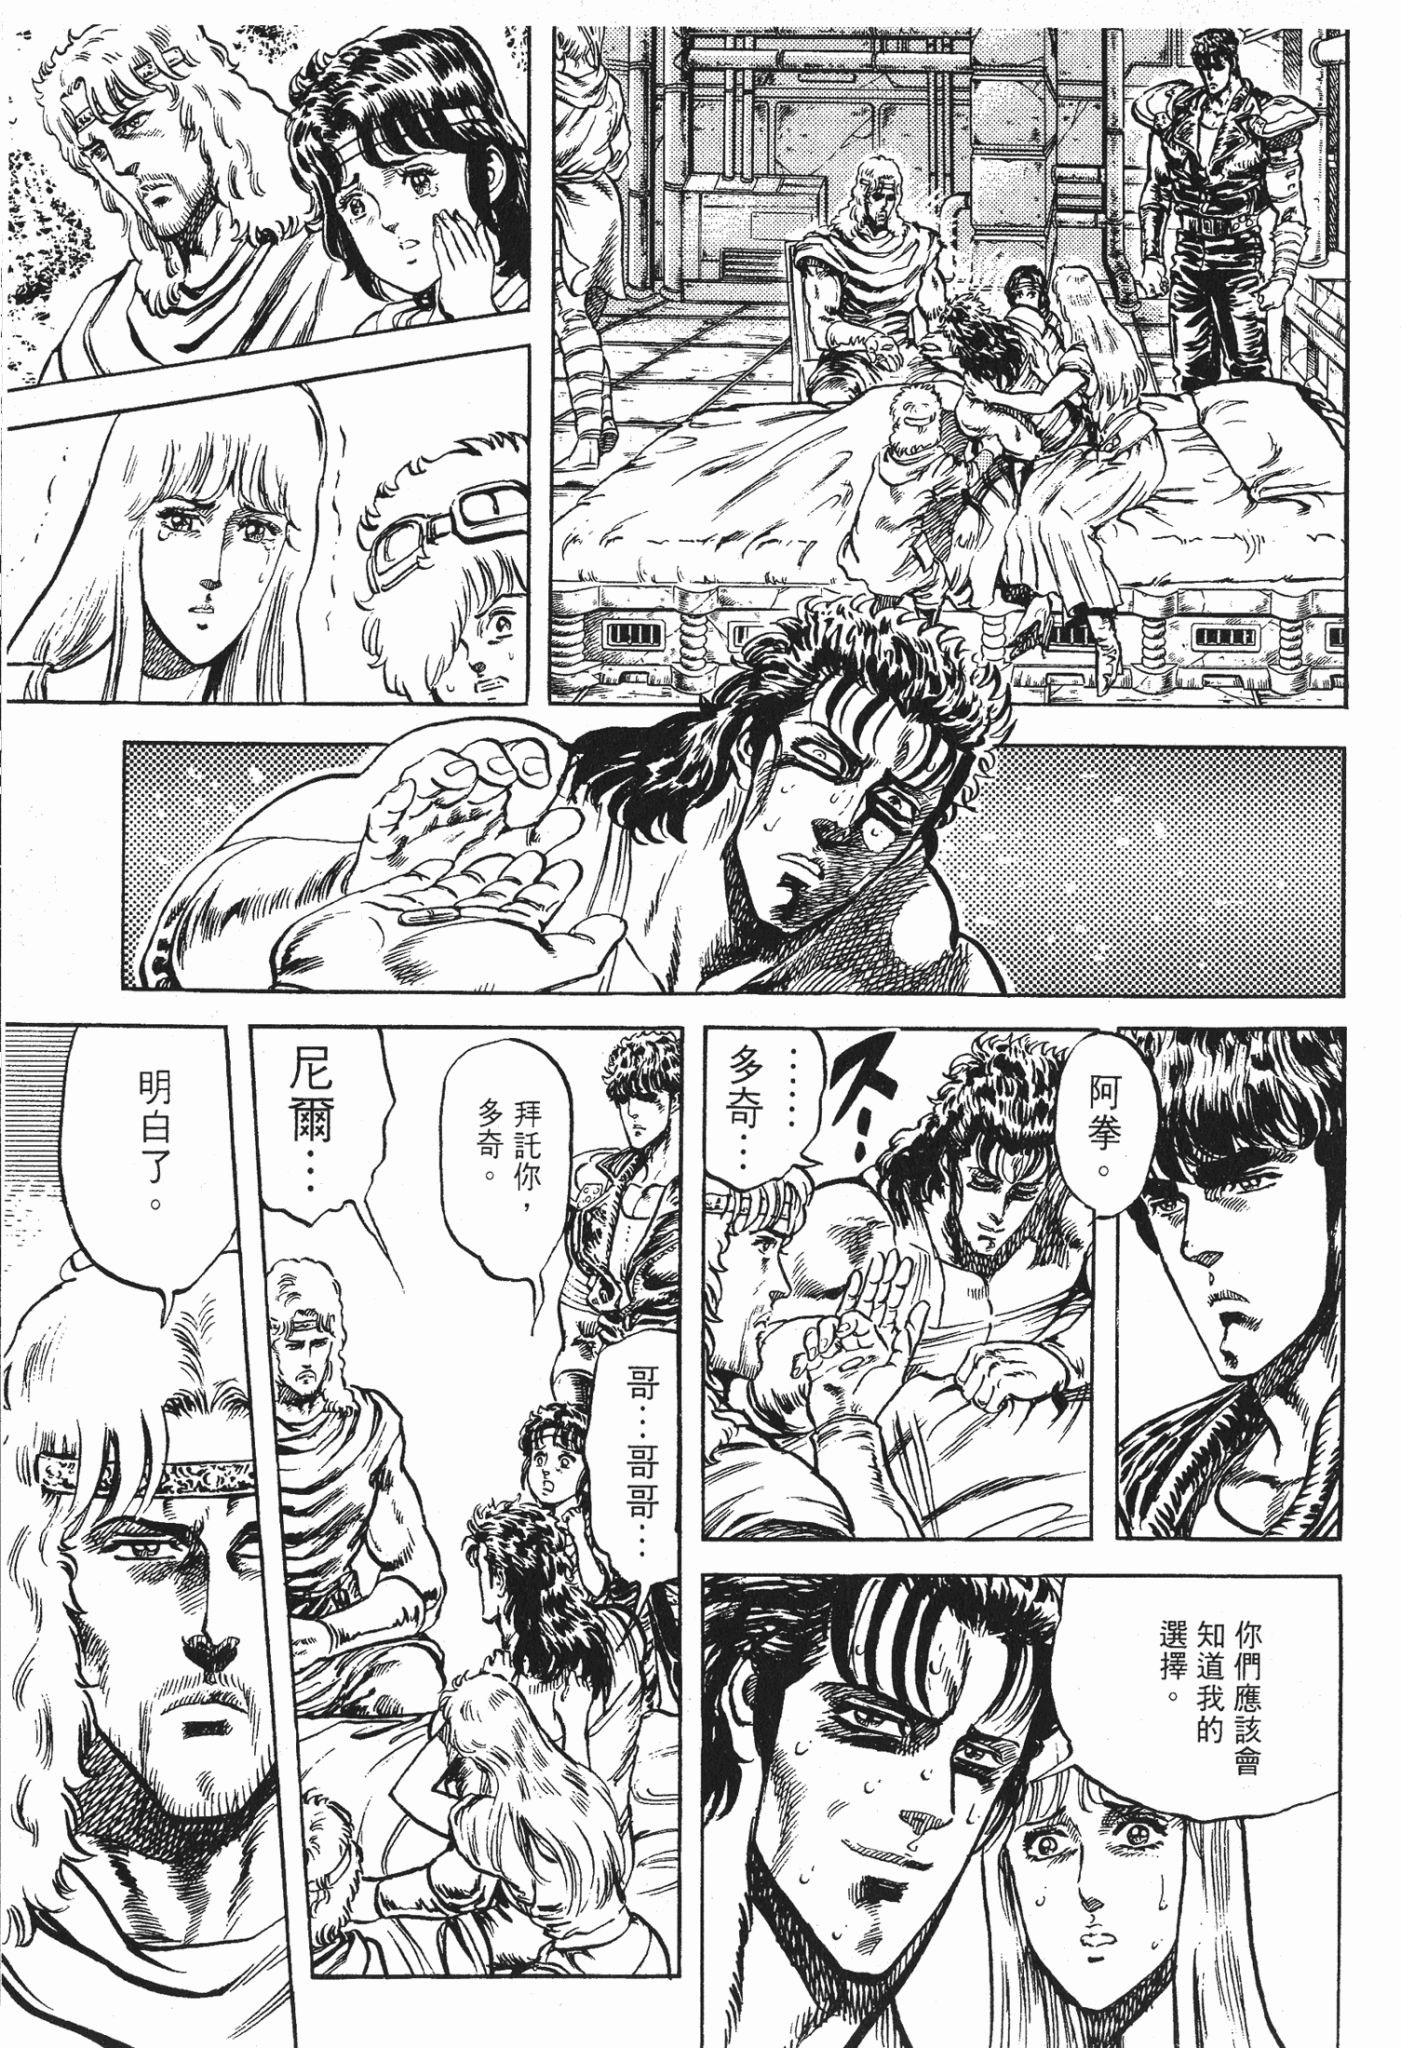 阿拳。
……
多奇…
ス…
你們應該會
知道我的
選擇。
哥…哥哥…
拜託你，
多奇。
尼爾…
明白了。